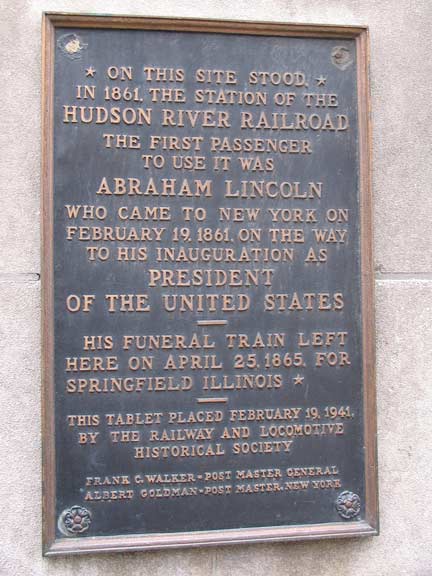 ★ ON THIS SITE STOOD, ★
IN 1861, THE STATION OF THE
HUDSON RIVER RAILROAD
THE FIRST PASSENGER
TO USE IT WAS
ABRAHAM LINCOLN
WHO CAME TO NEW YORK ON
FEBRUARY 19, 1861, ON THE WAY
TO HIS INAUGURATION AS
PRESIDENT
OF THE UNITED STATES
HIS FUNERAL TRAIN LEFT
HERE ON APRIL 25, 1865, FOR
SPRINGFIELD ILLINOIS ★
THIS TABLET PLACED FEBRUARY 19, 1941,
BY THE RAILWAY AND LOCOMOTIVE
HISTORICAL SOCIETY
FRANK C. WALKER - POST MASTER GENERAL
ALBERT GOLDMAN - POST MASTER, NEW YORK